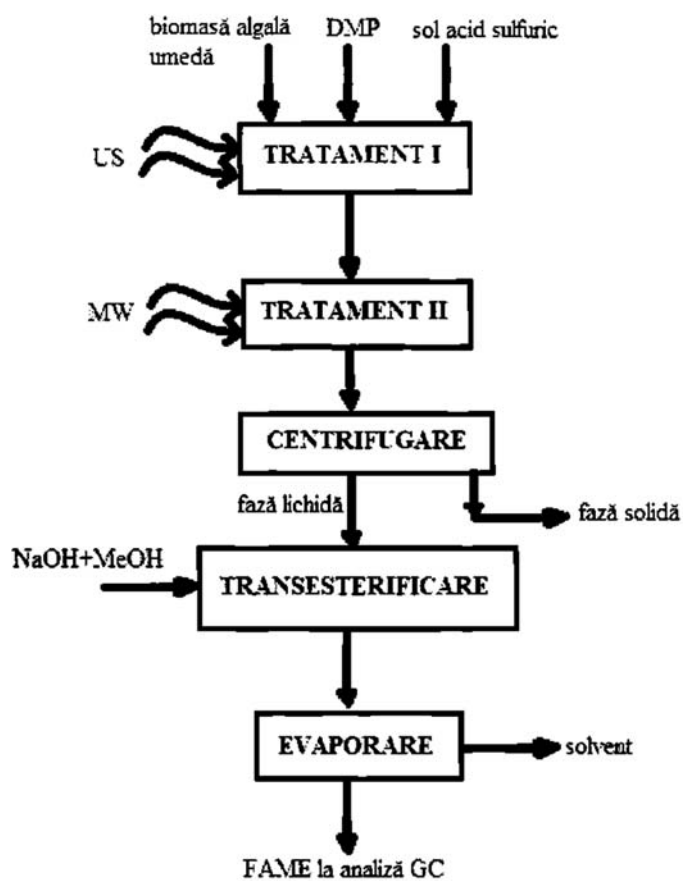 biomasă algală
umedă
DMP
sol acid sulfuric
US
TRATAMENT I
MW
TRATAMENT II
CENTRIFUGARE
fază lichidă
fază solidă
NaOH+MeOH
TRANSESTERIFICARE
EVAPORARE
solvent
FAME la analiză GC